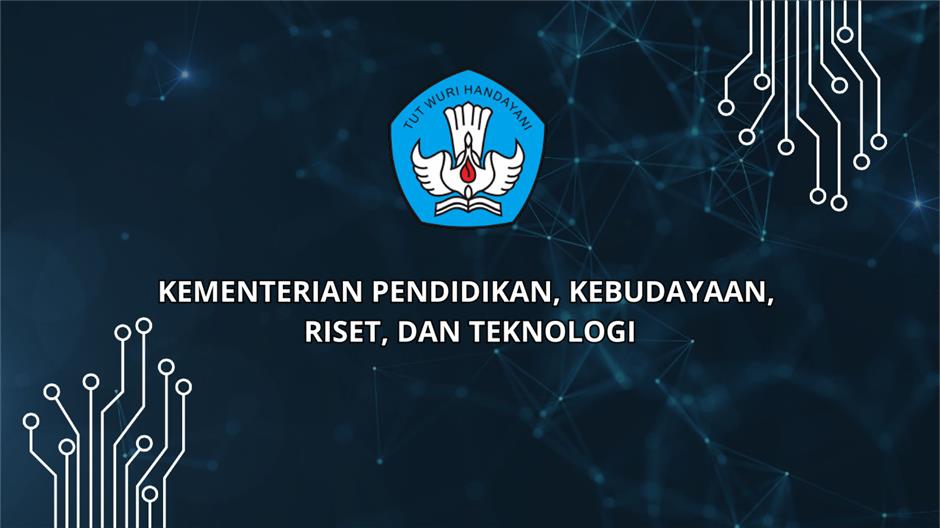 TUT WURI HANDAYANI
KEMENTERIAN PENDIDIKAN, KEBUDAYAAN,
RISET, DAN TEKNOLOGI